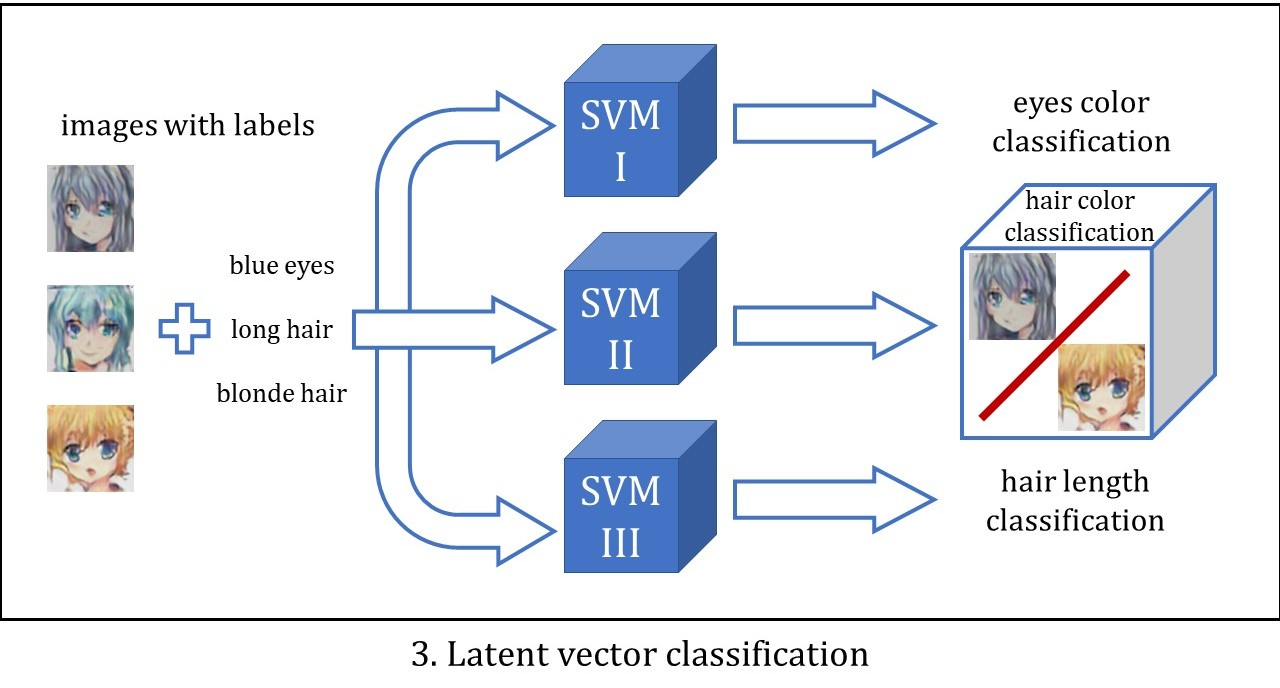 images with labels
blue eyes
long hair
blonde hair
SVM
I
SVM
II
SVM
III
eyes color
classification
hair color
classification
hair length
classification
3. Latent vector classification